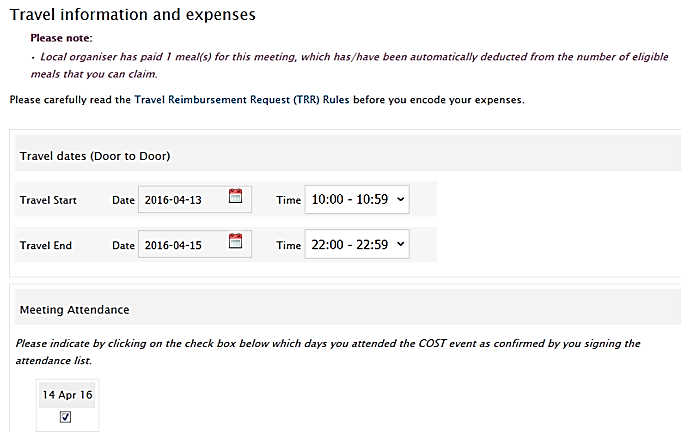 Travel information and expenses
Please note:
· Local organiser has paid 1 meal(s) for this meeting, which has/have been automatically deducted from the number of eligible
meals that you can claim.
Please carefully read the Travel Reimbursement Request (TRR) Rules before you encode your expenses.
Travel dates (Door to Door)
Travel Start Date 2016-04-13 Time 10:00 - 10:59
Travel End Date 2016-04-15 Time 22:00 - 22:59
Meeting Attendance
Please indicate by clicking on the check box below which days you attended the COST event as confirmed by you signing the
attendance list.
14 Apr 16